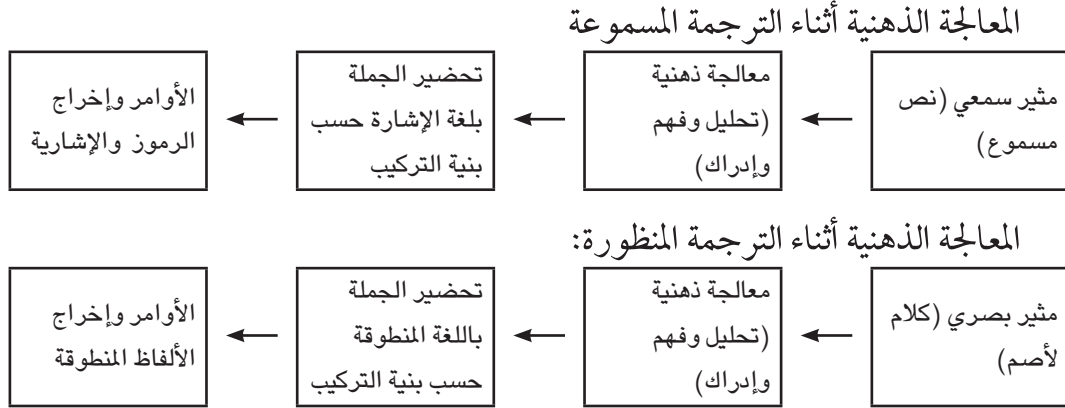 المعالجة الذهنية أثناء الترجمة المسموعة
مثير سمعي (نص
مسموع)
معالجة ذهنية
(تحليل وفهم
وإدراك)
تحضير الجملة
بلغة الإشارة حسب
بنية التركيب
الأوامر وإخراج
الرموز والإشارية
المعالجة الذهنية أثناء الترجمة المنظورة:
مثير بصري (كلام
لأصم)
معالجة ذهنية
(تحليل وفهم
وإدراك)
تحضير الجملة
باللغة المنطوقة
حسب بنية التركيب
الأوامر وإخراج
الألفاظ المنطوقة